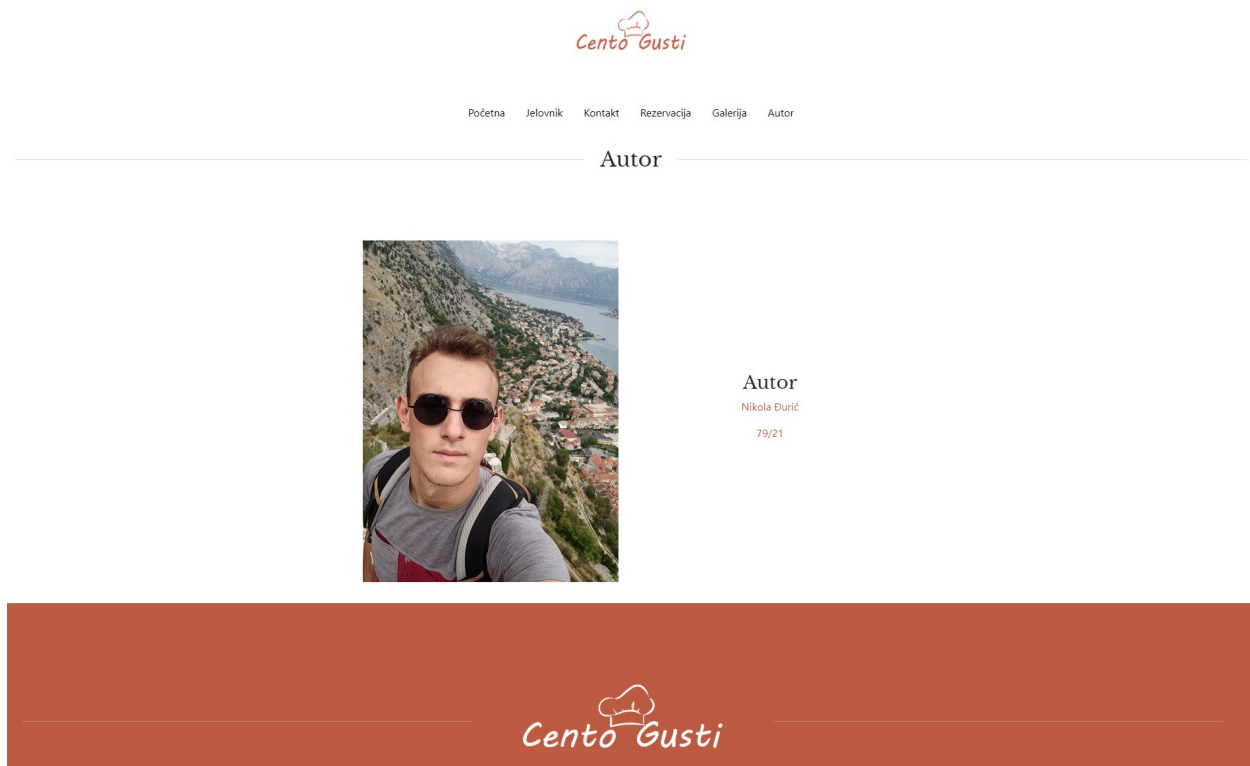 Cento Gusti
Početna Jelovnik Kontakt Rezervacija Galerija Autor
Autor
Autor
Nikola Đurić
79/21
Cento Gusti